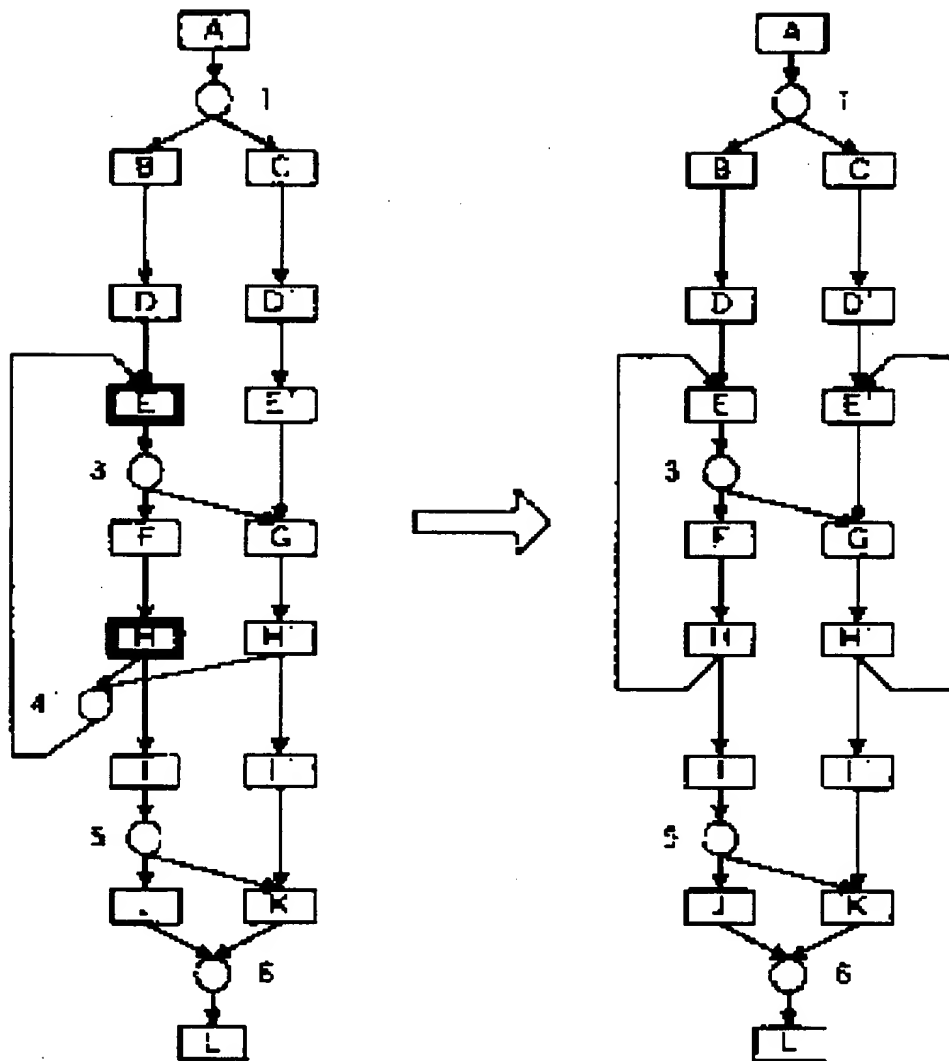 A A
1 1
B C B C
D D' D D'
E E' E E'
3 3
F G F G
H H' H H'
4
I I' I I'
5 5
K J K
6 6
L L